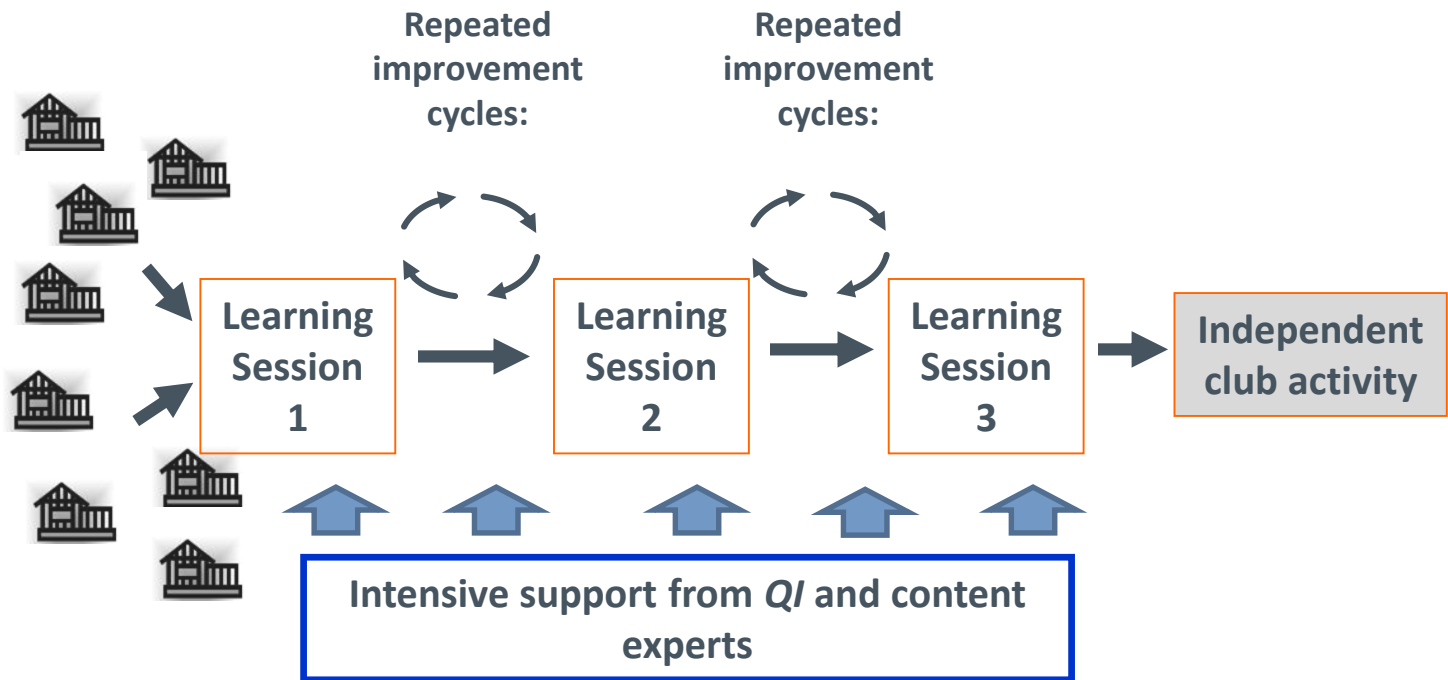 Repeated
improvement
cycles:
Repeated
improvement
cycles:
Learning
Session
1
Learning
Session
2
Learning
Session
3
Independent
club activity
Intensive support from QI and content
experts